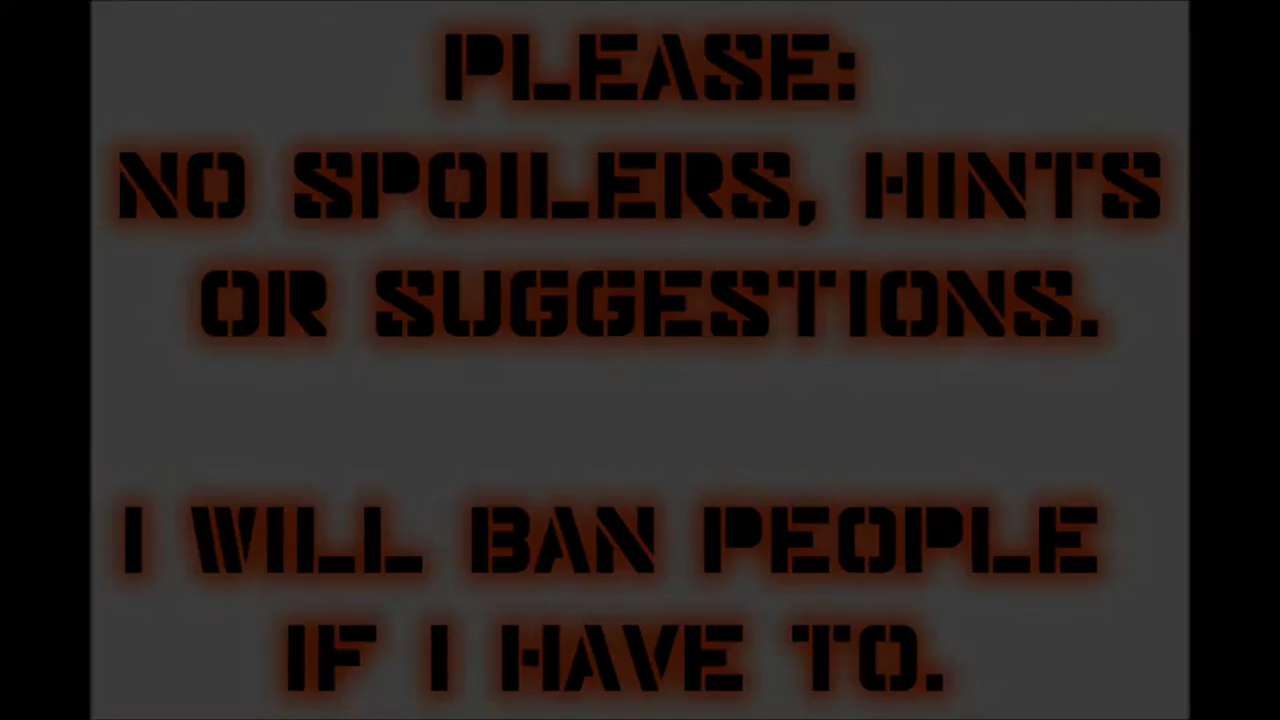 PLEASE:
NO SPOILERS, HINTS
OR SUGGESTIONS.
I WILL BAN PEOPLE
IF I HAVE TO.